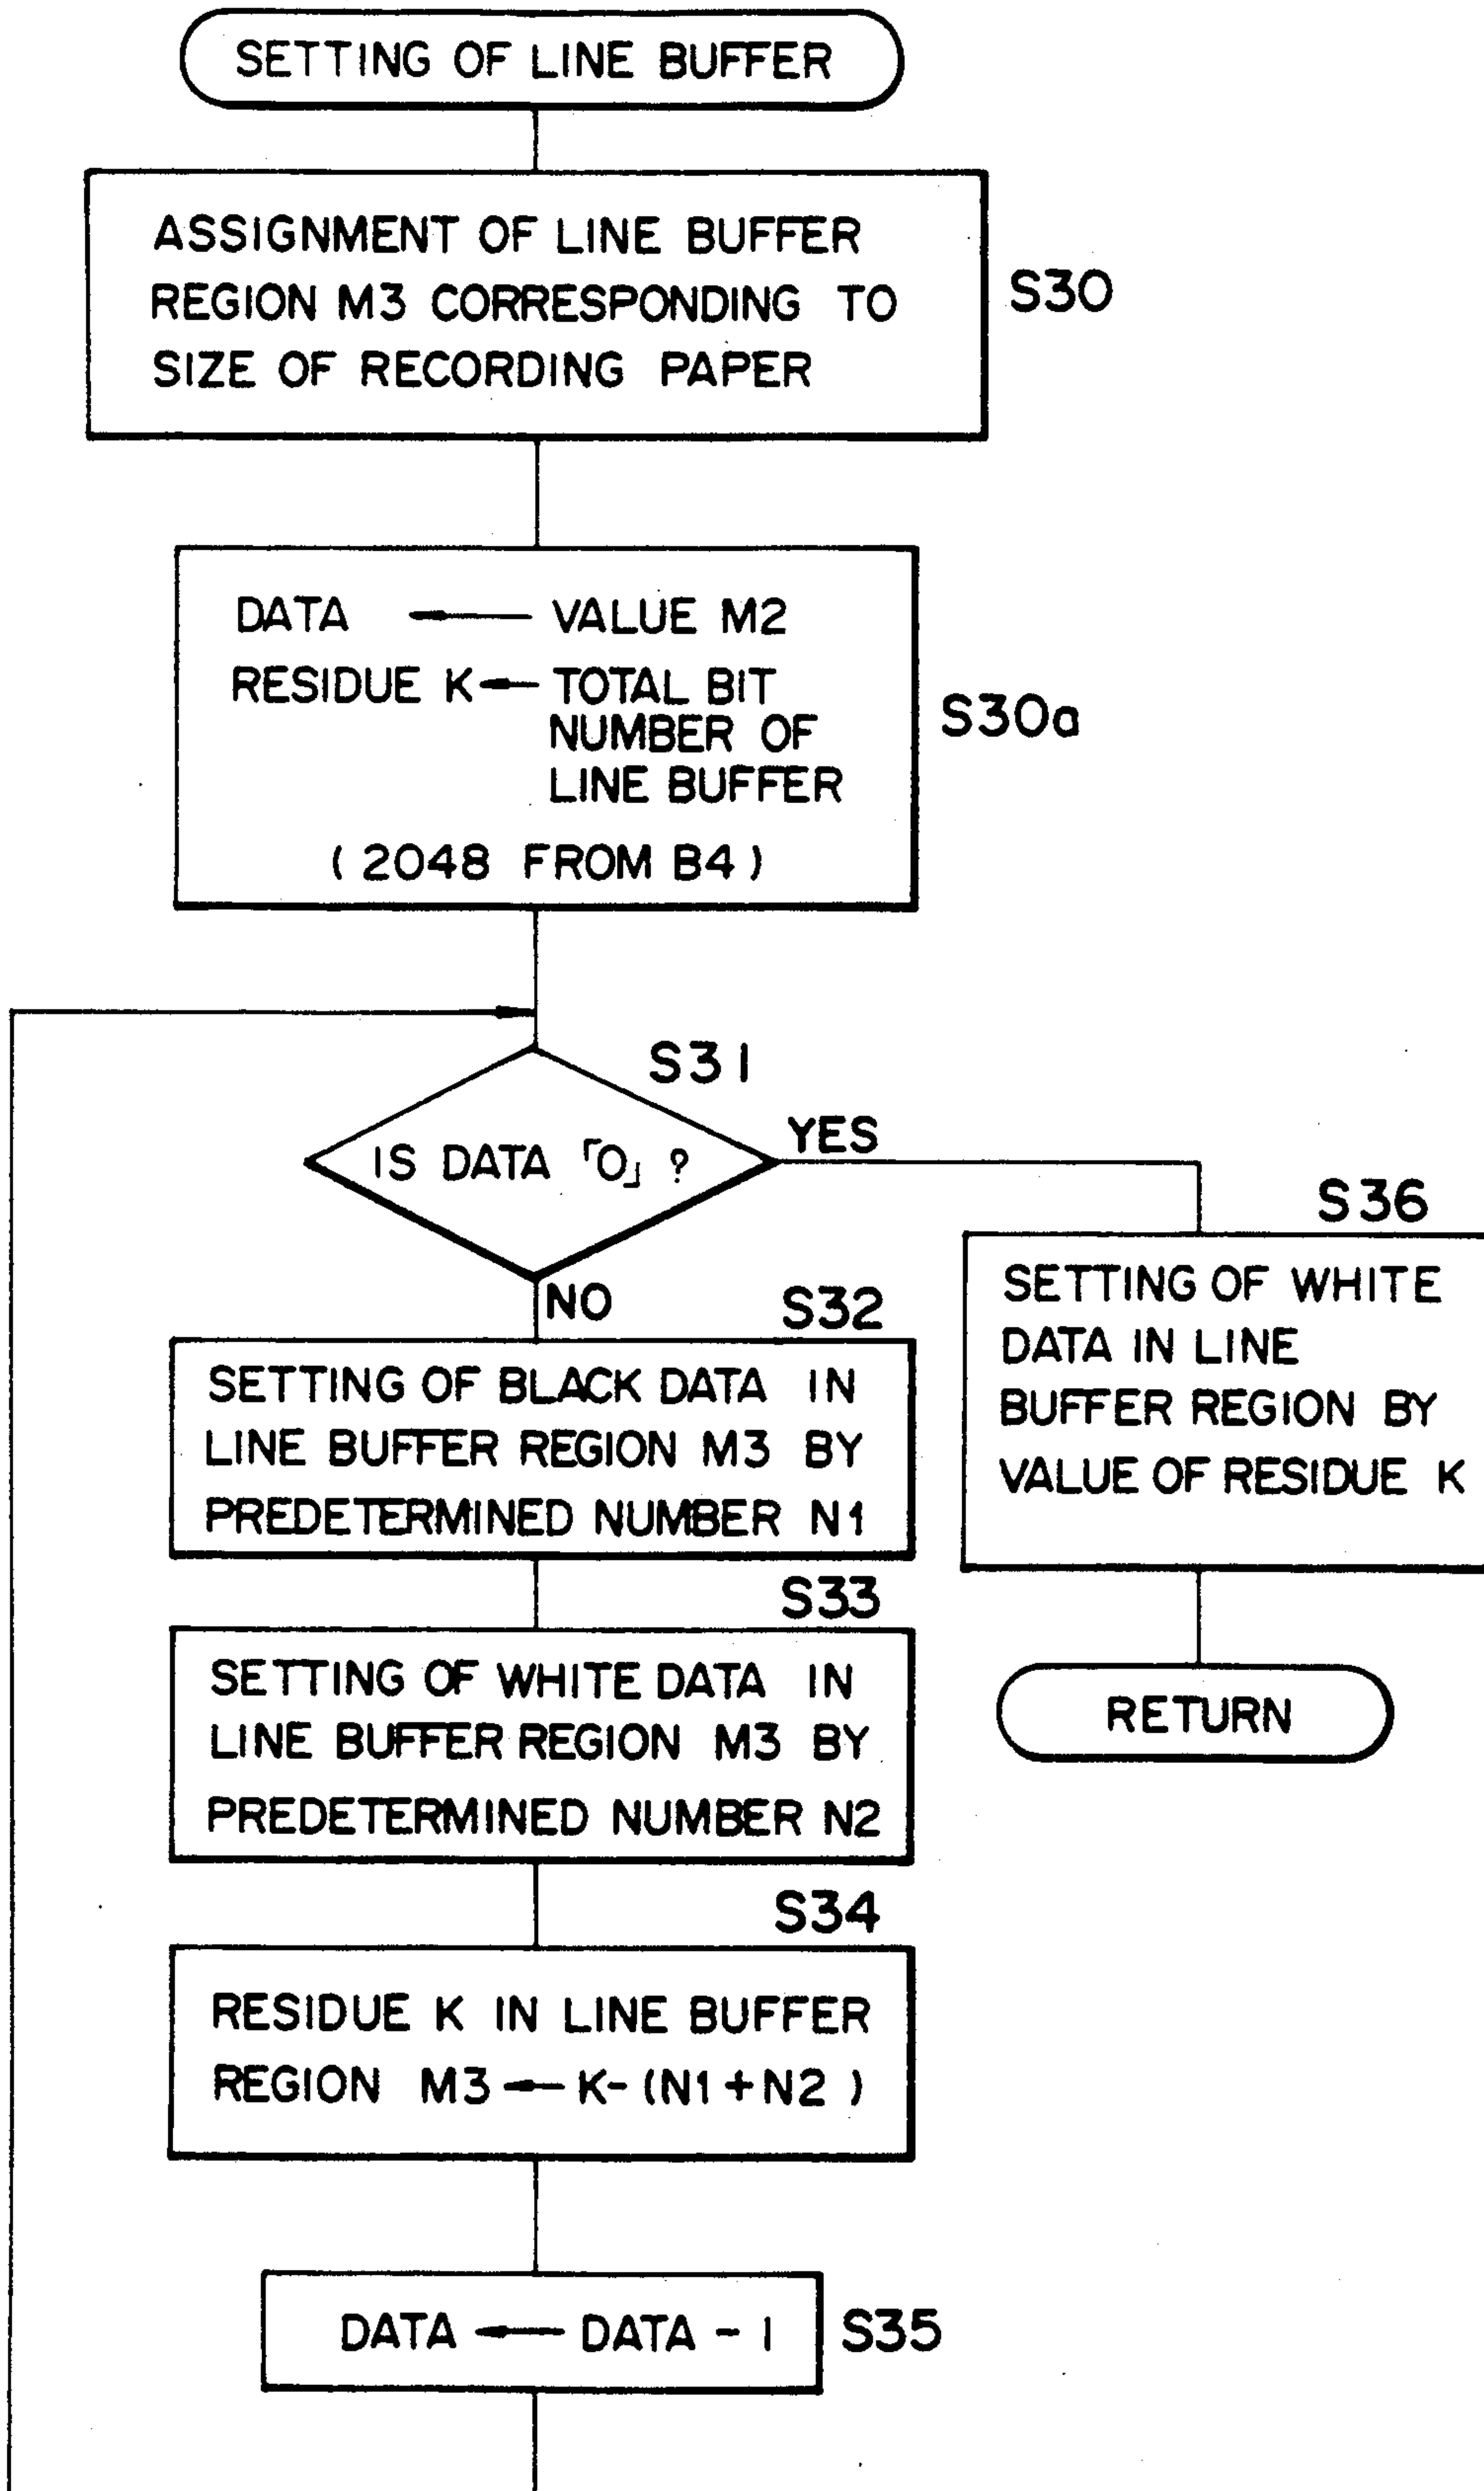 SETTING OF LINE BUFFER
ASSIGNMENT OF LINE BUFFER
REGION M3 CORRESPONDING TO
SIZE OF RECORDING PAPER
S30
DATA ← VALUE M2
RESIDUE K ← TOTAL BIT
NUMBER OF
LINE BUFFER
(2048 FROM B4)
S30a
S31
IS DATA 「0」 ?
YES
NO
S32
SETTING OF BLACK DATA IN
LINE BUFFER REGION M3 BY
PREDETERMINED NUMBER N1
S33
SETTING OF WHITE DATA IN
LINE BUFFER REGION M3 BY
PREDETERMINED NUMBER N2
S34
RESIDUE K IN LINE BUFFER
REGION M3 ← K-(N1+N2)
DATA ← DATA - 1
S35
S36
SETTING OF WHITE
DATA IN LINE
BUFFER REGION BY
VALUE OF RESIDUE K
RETURN